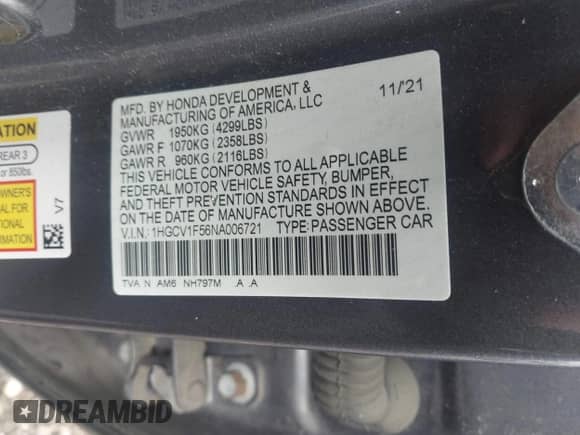 MFD. BY HONDA DEVELOPMENT & 11/21
MANUFACTURING OF AMERICA, LLC
GVWR 1950KG (4299LBS)
GAWR F 1070KG (2358LBS)
GAWR R 960KG (2116LBS)
THIS VEHICLE CONFORMS TO ALL APPLICABLE
FEDERAL MOTOR VEHICLE SAFETY, BUMPER,
AND THEFT PREVENTION STANDARDS IN EFFECT
ON THE DATE OF MANUFACTURE SHOWN ABOVE.
V.I.N.: 1HGCV1F56NA006721 TYPE: PASSENGER CAR
TVA N AM6 NH797M .A .A
ATION
REAR 3
or 850lbs.
WNER'S
AL FOR
TIONAL
RMATION
V7
DREAMBID